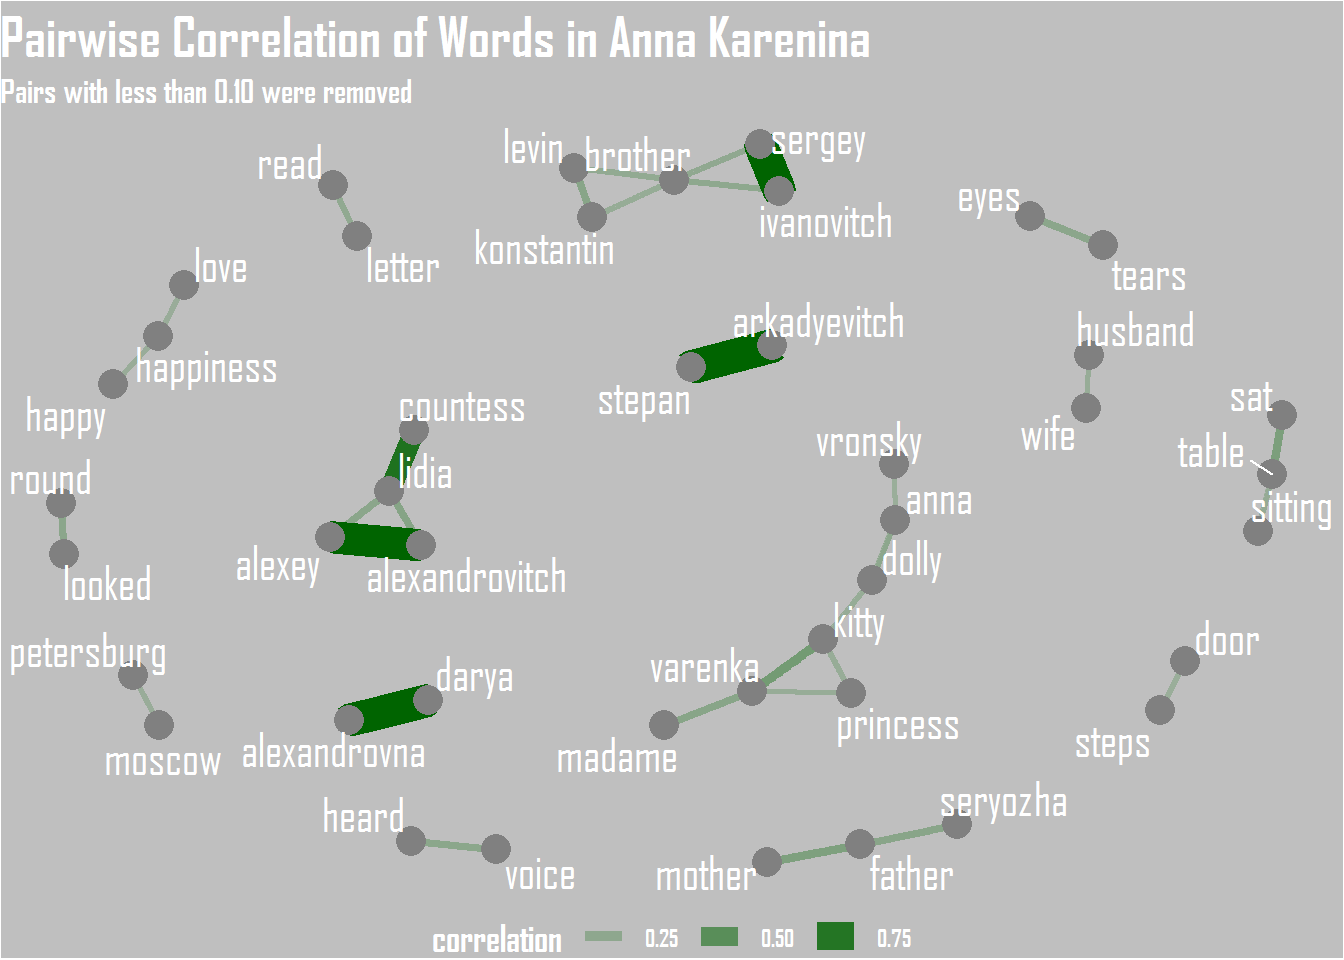 Pairwise Correlation of Words in Anna Karenina
Pairs with less than 0.10 were removed
levin
brother
sergey
read
eyes
ivanovitch
konstantin
love
letter
tears
arkadyevitch
husband
happiness
stepan
happy
countess
sat
wife
vronsky
table
round
lidia
anna
sitting
alexey
alexandrovitch
dolly
looked
kitty
door
petersburg
varenka
darya
princess
steps
moscow
alexandrovna
madame
seryozha
heard
voice
mother
father
correlation 0.25 0.50 0.75